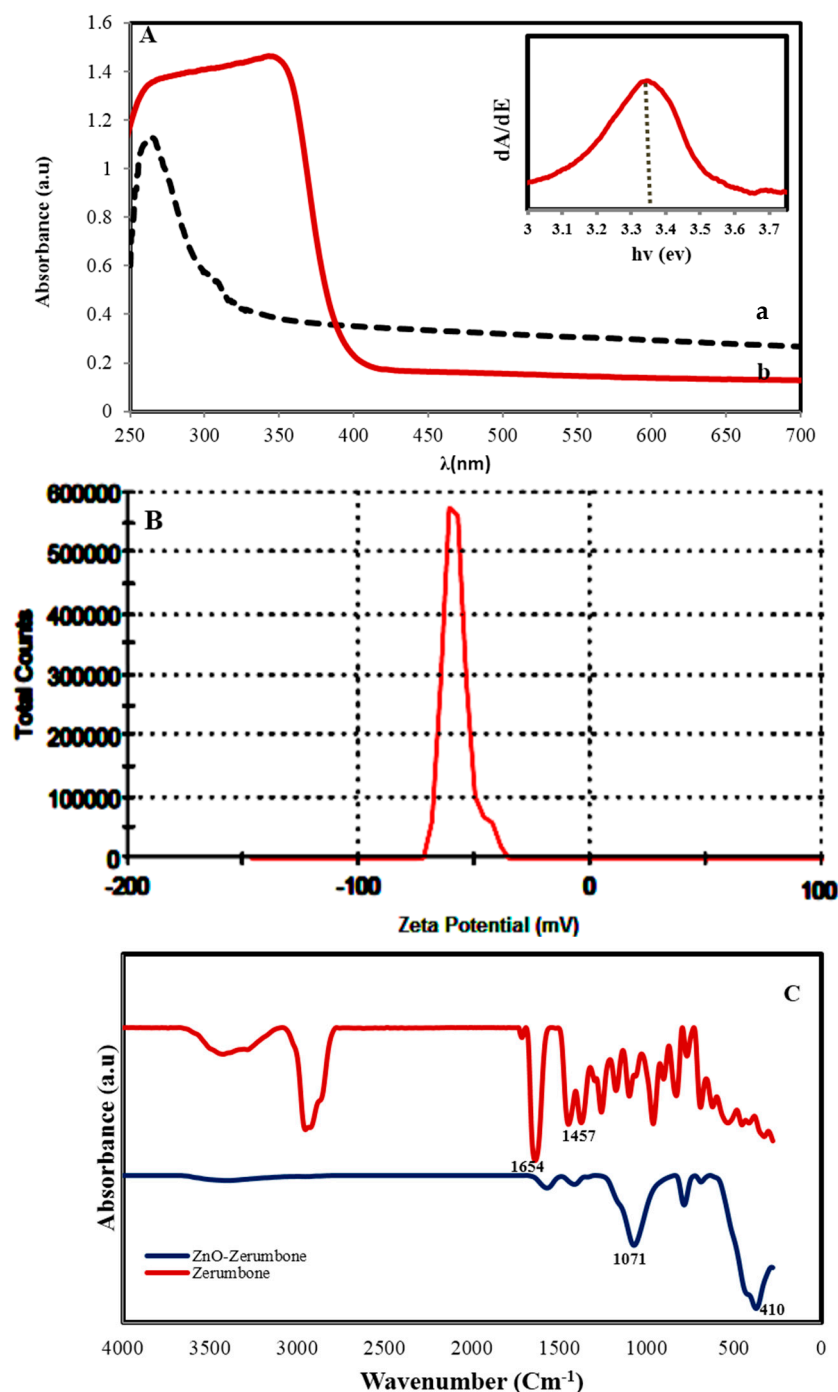 A
1.6
1.4
1.2
1
0.8
0.6
0.4
0.2
0
Absorbance (a.u)
250 300 350 400 450 500 550 600 650 700
λ(nm)
a
b
dA/dE
3 3.1 3.2 3.3 3.4 3.5 3.6 3.7
hv (ev)
B
600000
500000
400000
300000
200000
100000
0
Total Counts
-200 -100 0 100
Zeta Potential (mV)
C
Absorbance (a.u)
1654
1457
1071
410
ZnO-Zerumbone
Zerumbone
4000 3500 3000 2500 2000 1500 1000 500 0
Wavenumber (Cm⁻¹)